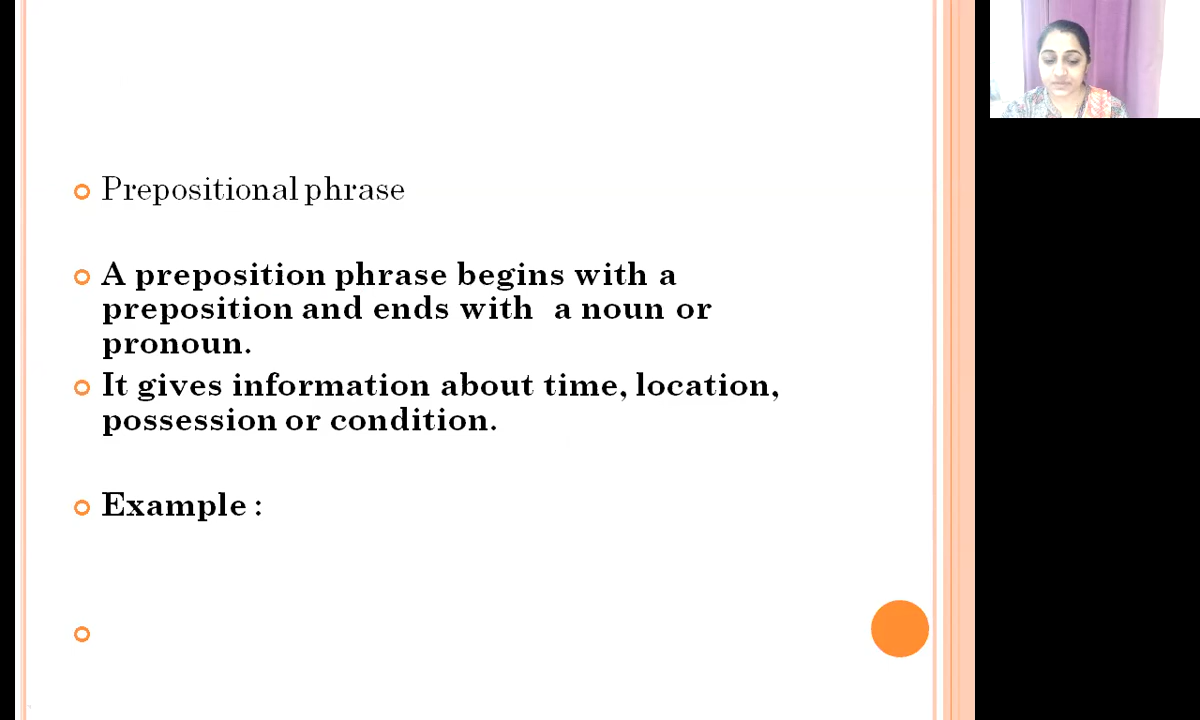 Prepositional phrase
A preposition phrase begins with a
preposition and ends with a noun or
pronoun.
It gives information about time, location,
possession or condition.
Example :